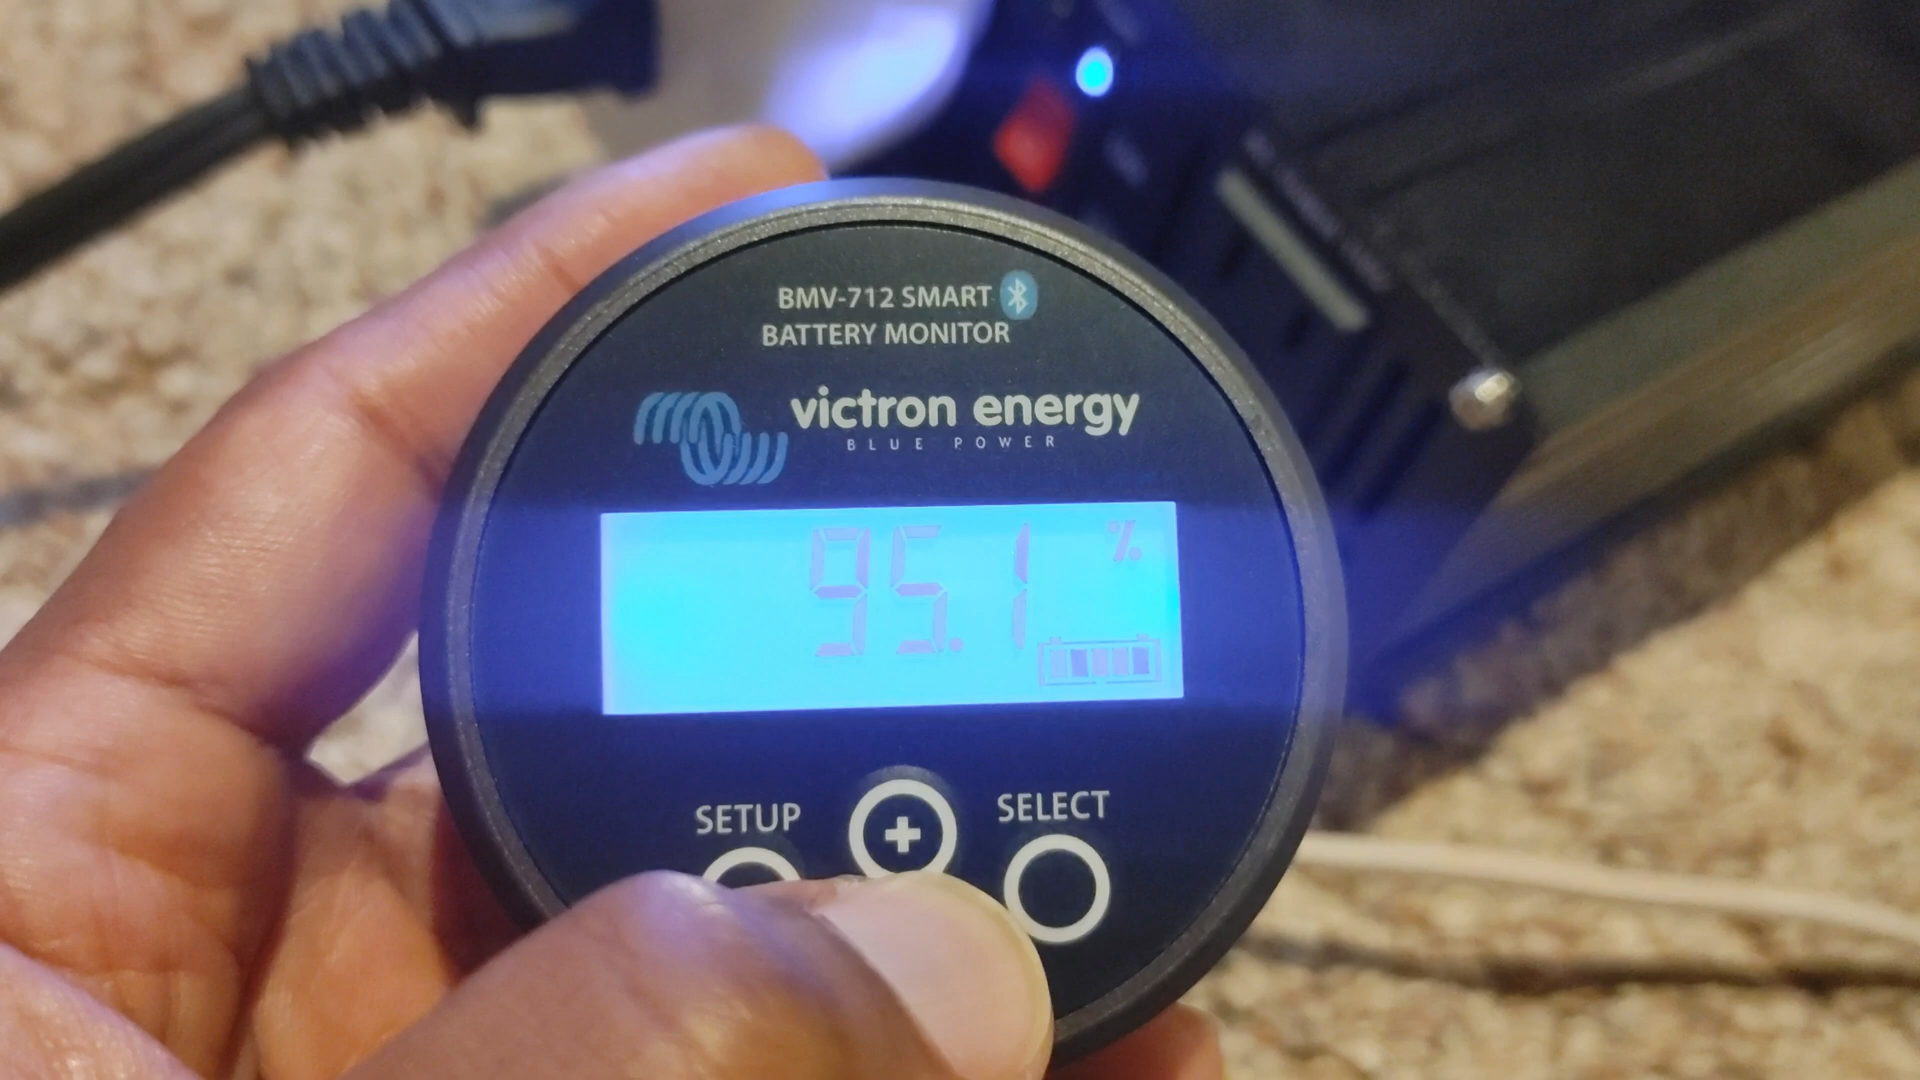 BMV-712 SMART
BATTERY MONITOR
victron energy
BLUE POWER
95.1 %
SETUP
SELECT
+